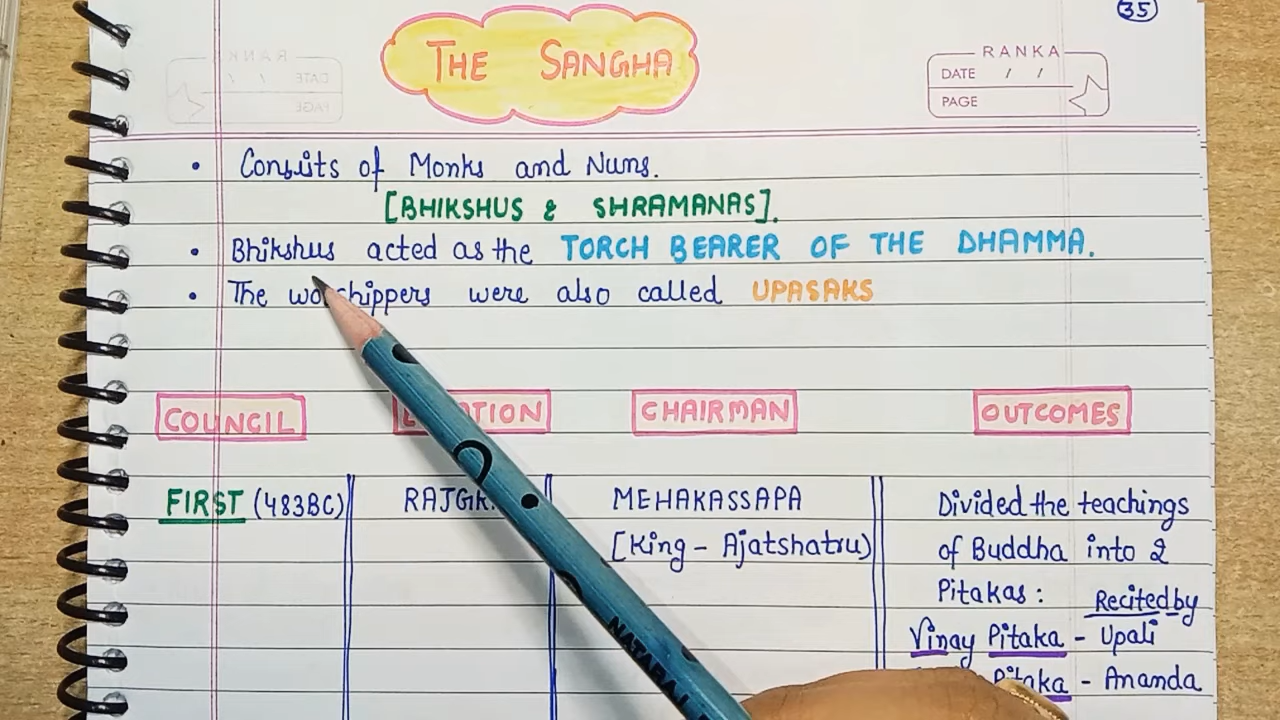 35
THE SANGHA
RANKA
DATE / /
PAGE
• Consists of Monks and Nuns.
[BHIKSHUS & SHRAMANAS].
• Bhikshus acted as the TORCH BEARER OF THE DHAMMA.
• The worshippers were also called UPASAKS
COUNCIL CHAIRMAN OUTCOMES
FIRST (483BC) MEHAKASSAPA Divided the teachings
[King - Ajatshatru) of Buddha into 2
Pitakas: Recited by
Vinay Pitaka - Upali
Pitaka - Ananda